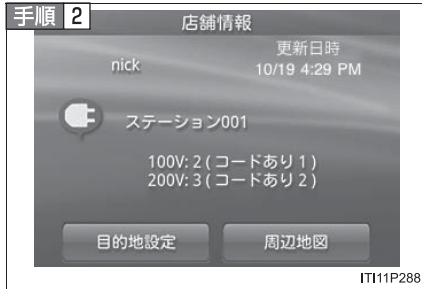 手順 2
店舗情報
nick
更新日時
10/19 4:29 PM
ステーション001
100V: 2 ( コードあり 1 )
200V: 3 ( コードあり 2 )
目的地設定
周辺地図
ITI11P288